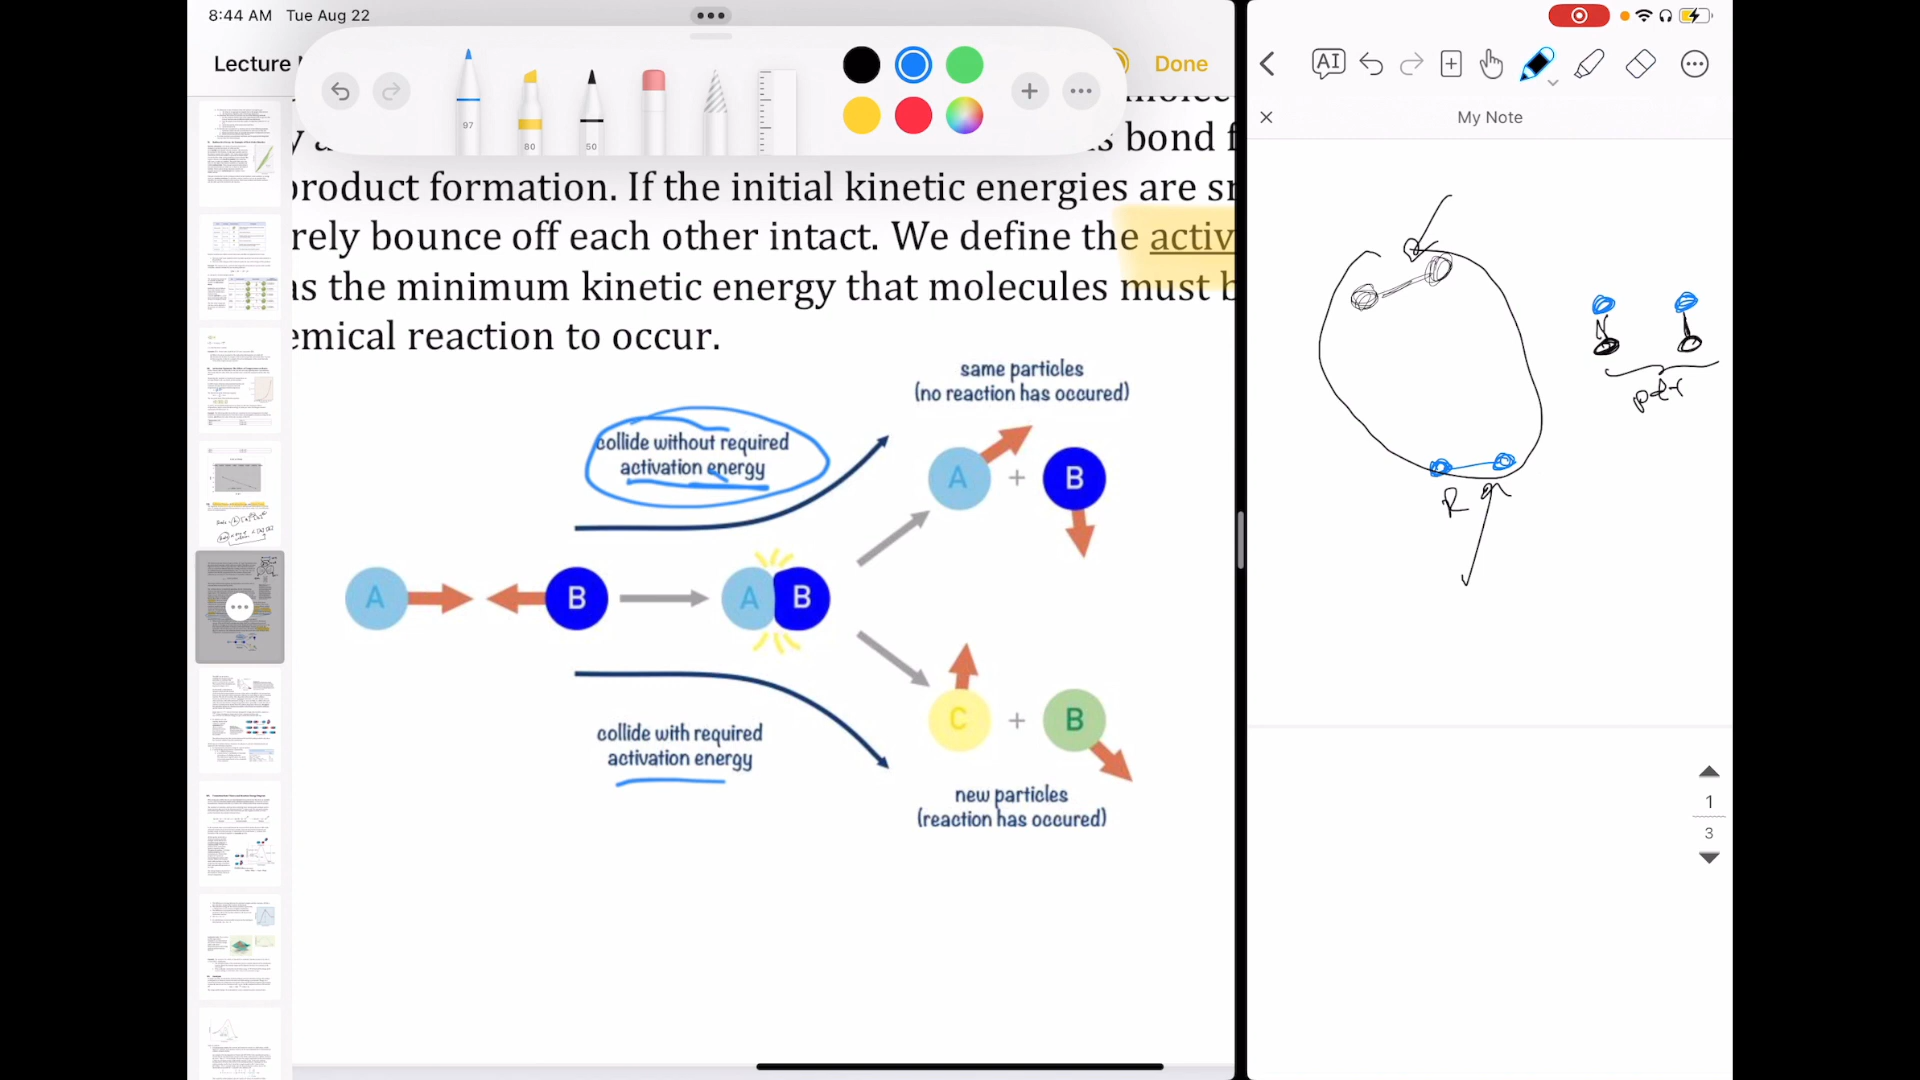 8:44 AM Tue Aug 22
Lecture
Done
97
80
50
bond
product formation. If the initial kinetic energies are
rely bounce off each other intact. We define the activ
as the minimum kinetic energy that molecules must
emical reaction to occur.
same particles
(no reaction has occured)
collide without required
activation energy
A + B
A B A B
C + B
collide with required
activation energy
new particles
(reaction has occured)
AI
My Note
R
1
3